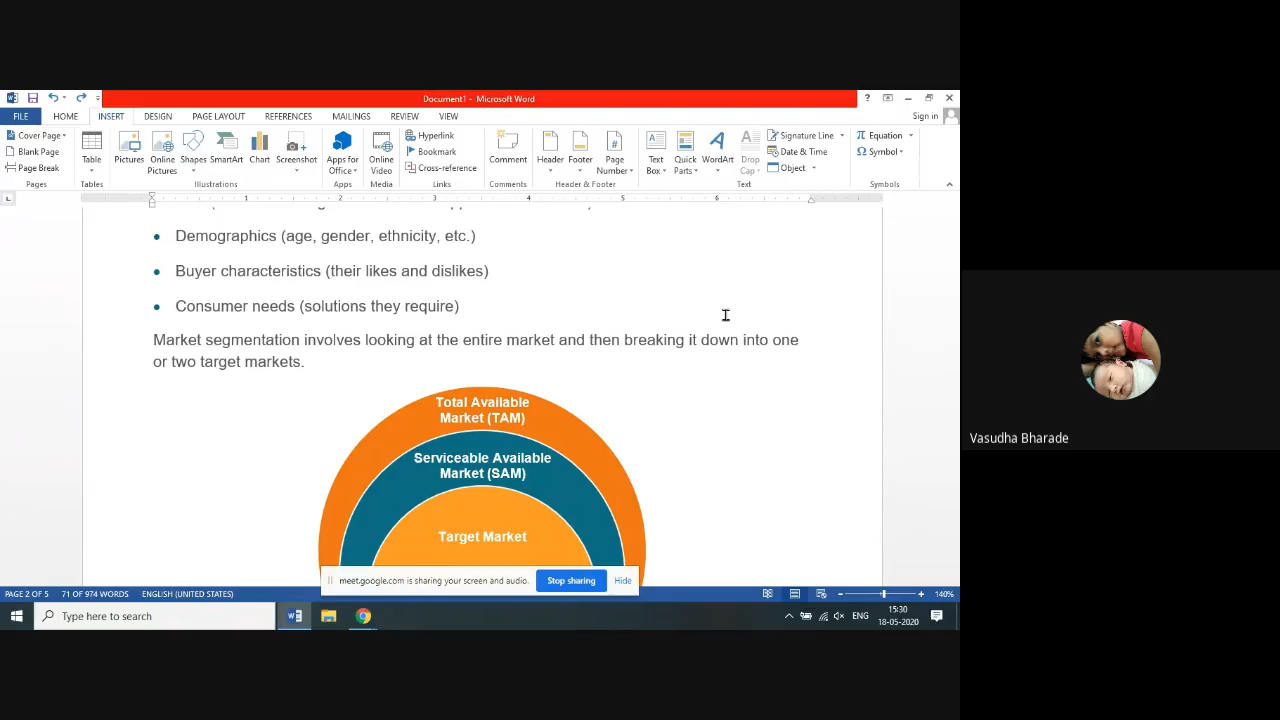 Document1 - Microsoft Word
FILE HOME INSERT DESIGN PAGE LAYOUT REFERENCES MAILINGS REVIEW VIEW Sign in
Cover Page
Blank Page
Page Break
Pages
Table
Tables
Pictures
Online Pictures
Shapes
SmartArt
Chart
Screenshot
Illustrations
Apps for Office
Apps
Online Video
Media
Hyperlink
Bookmark
Cross-reference
Links
Comment
Comments
Header
Footer
Page Number
Header & Footer
Text Box
Quick Parts
WordArt
Drop Cap
Signature Line
Date & Time
Object
Text
Equation
Symbol
Symbols
1 2 3 4 5 6
• Demographics (age, gender, ethnicity, etc.)
• Buyer characteristics (their likes and dislikes)
• Consumer needs (solutions they require)
Market segmentation involves looking at the entire market and then breaking it down into one
or two target markets.
Total Available
Market (TAM)
Serviceable Available
Market (SAM)
Target Market
meet.google.com is sharing your screen and audio. Stop sharing Hide
PAGE 2 OF 5 71 OF 974 WORDS ENGLISH (UNITED STATES) 140%
Type here to search
ENG
15:30
18-05-2020
Vasudha Bharade